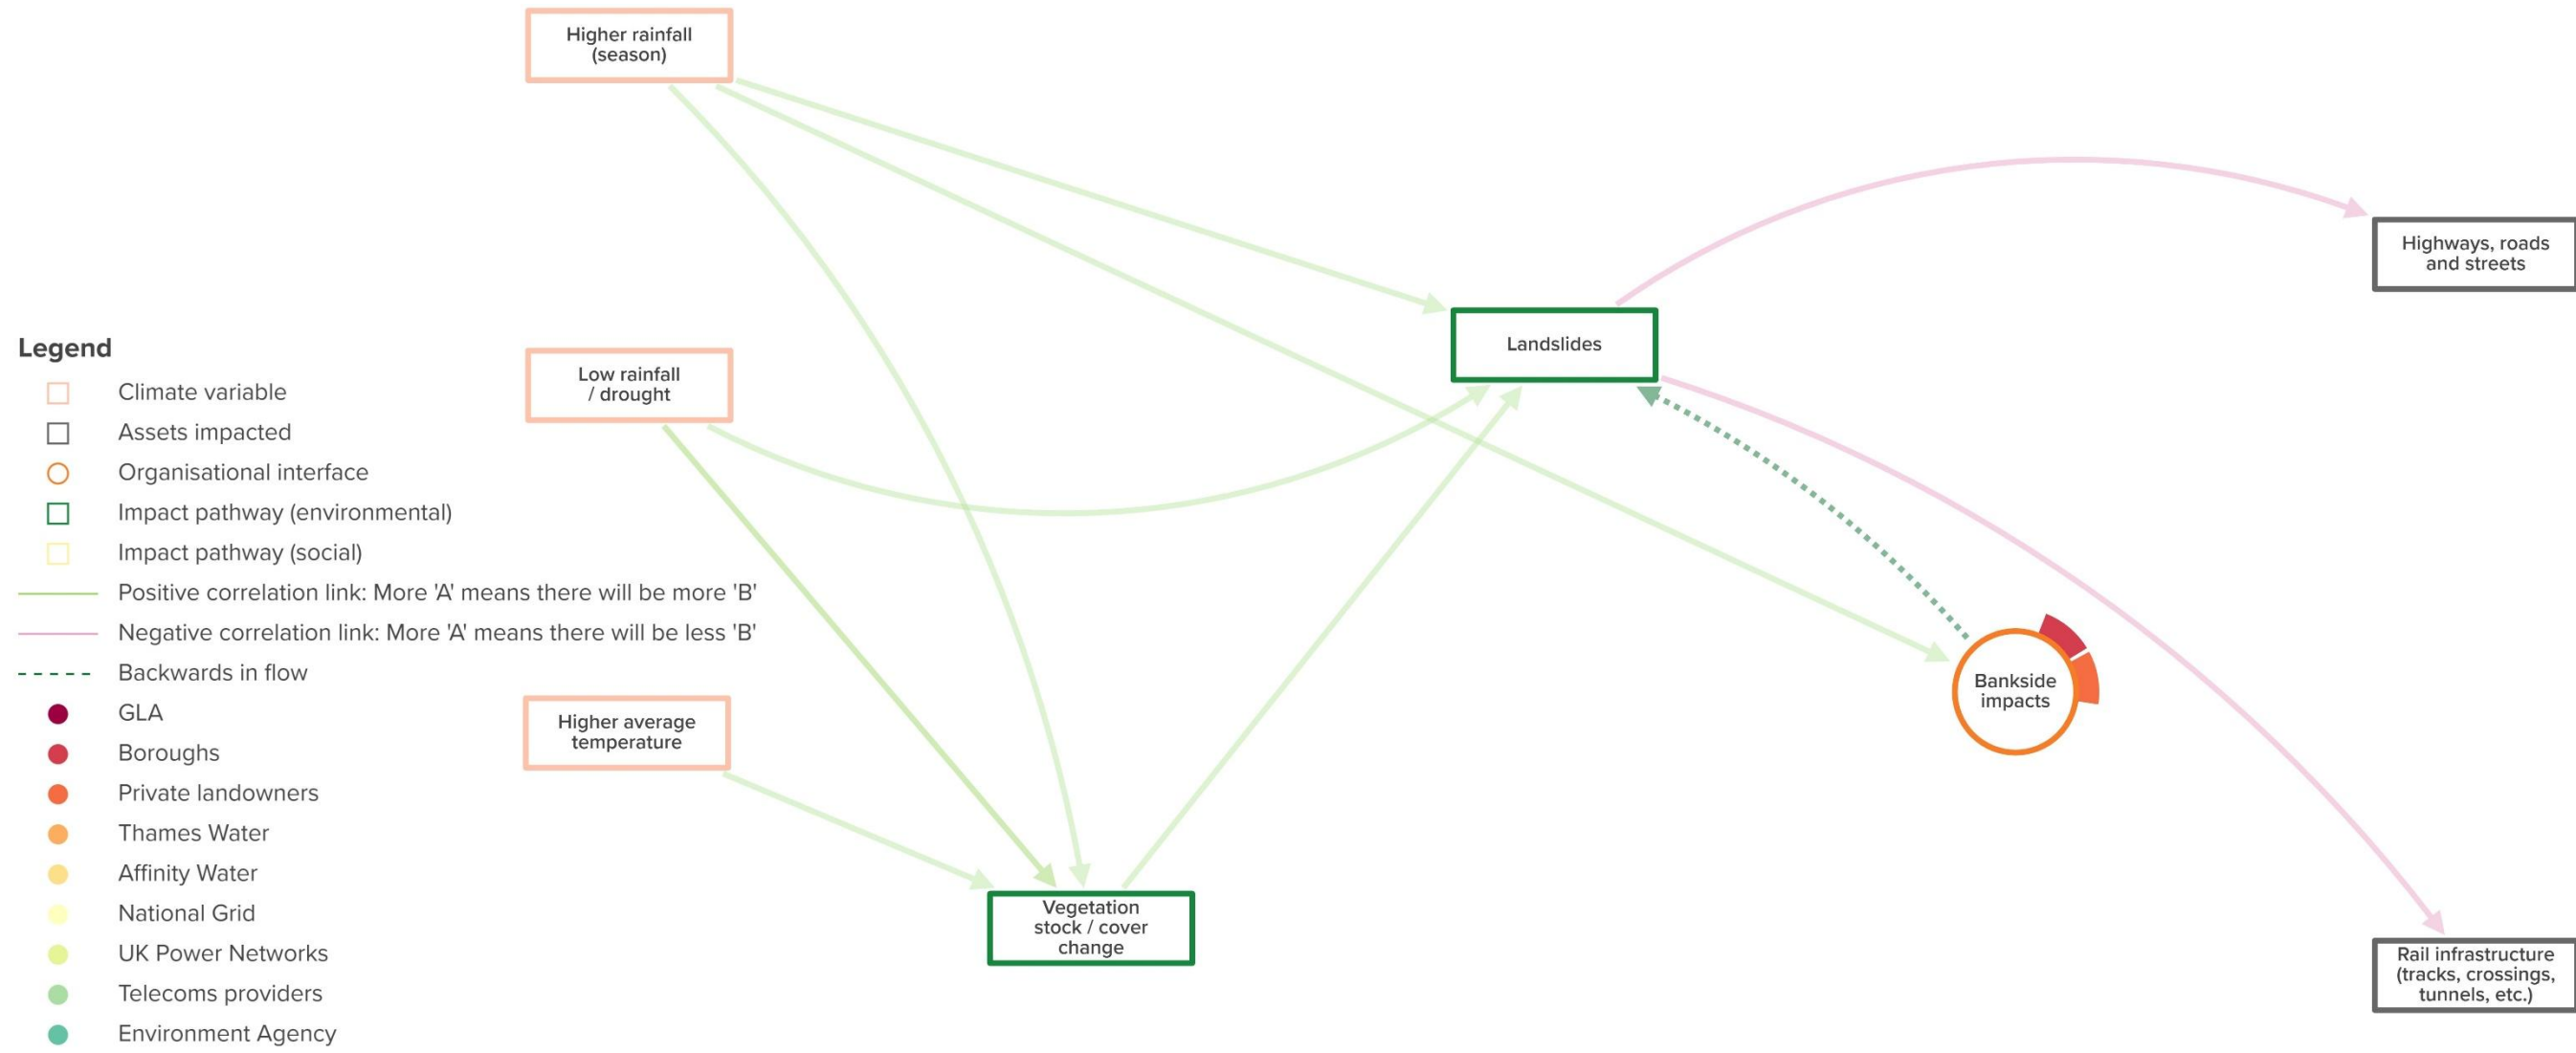 Higher rainfall
(season)
Highways, roads
and streets
Landslides
Low rainfall
/ drought
Legend
Climate variable
Assets impacted
Organisational interface
Impact pathway (environmental)
Impact pathway (social)
Positive correlation link: More 'A' means there will be more 'B'
Negative correlation link: More 'A' means there will be less 'B'
Backwards in flow
GLA
Boroughs
Private landowners
Thames Water
Affinity Water
National Grid
UK Power Networks
Telecoms providers
Environment Agency
Bankside
impacts
Higher average
temperature
Vegetation
stock / cover
change
Rail infrastructure
(tracks, crossings,
tunnels, etc.)